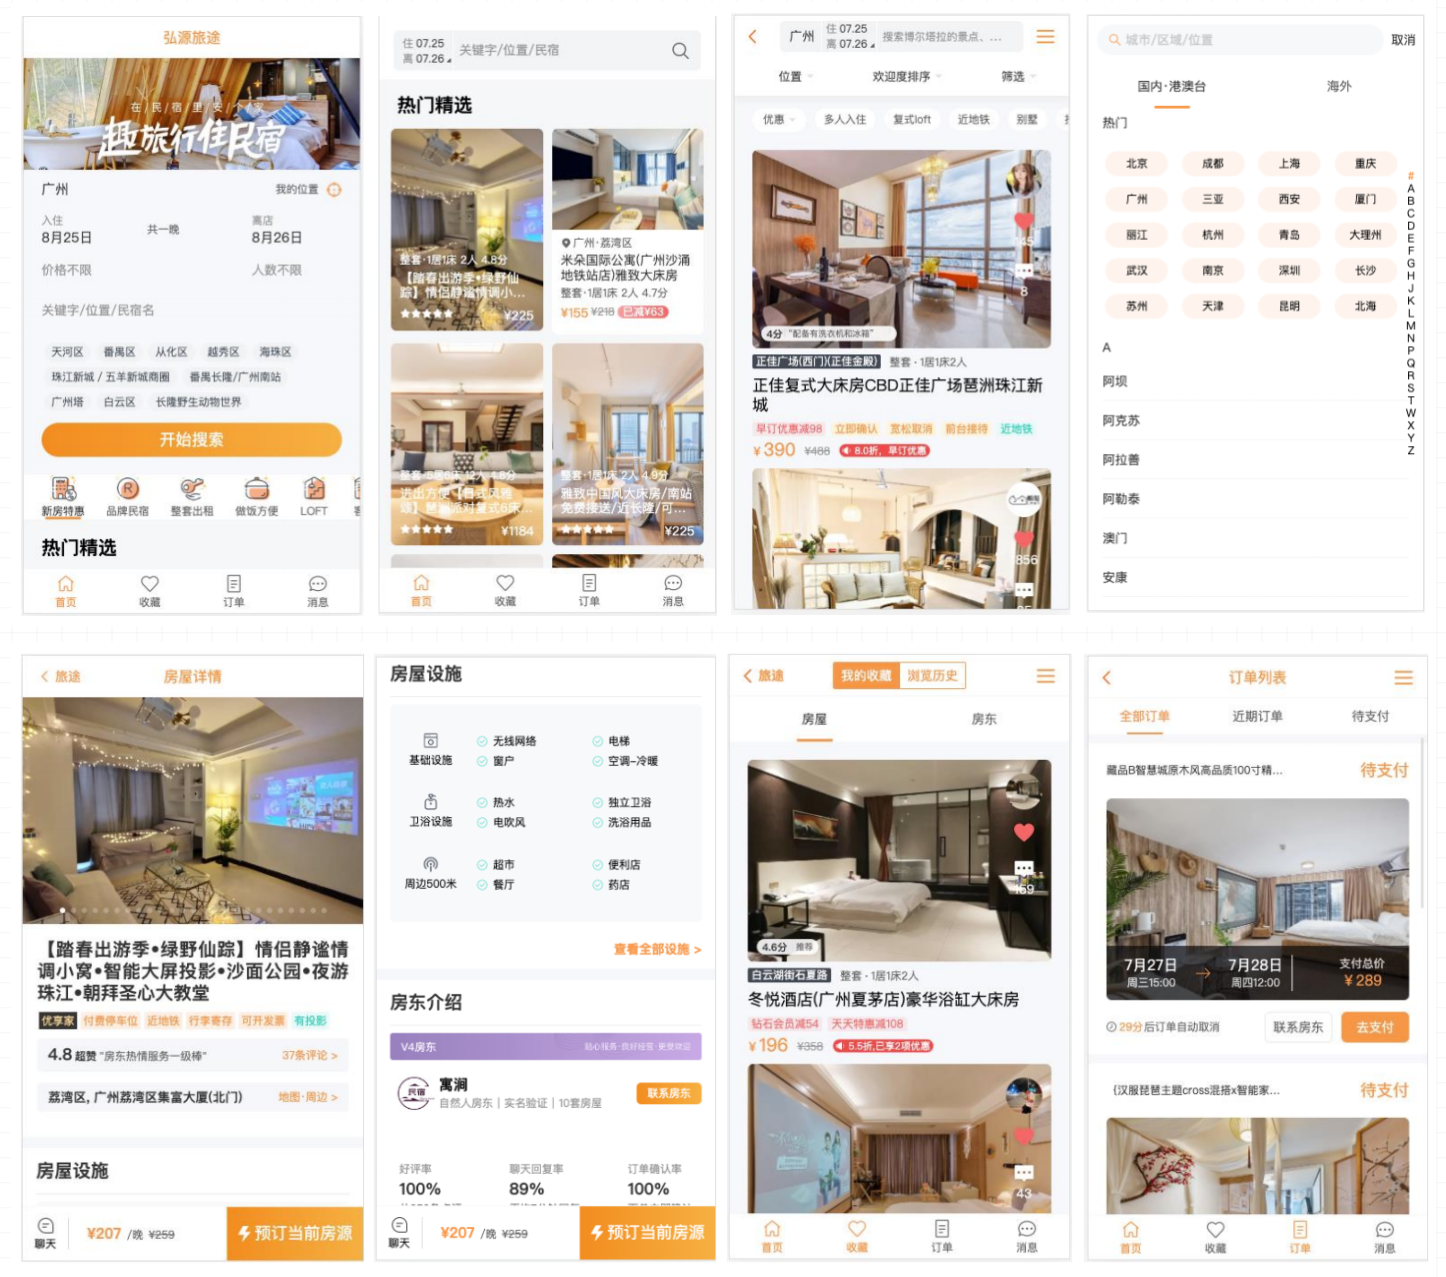 弘源旅途
在/民/宿/里/安/个/家
趣旅行住民宿
广州 我的位置
入住 离店
8月25日 共一晚 8月26日
价格不限 人数不限
关键字/位置/民宿名
天河区 番禺区 从化区 越秀区 海珠区
珠江新城 / 五羊新城商圈 番禺长隆/广州南站
广州塔 白云区 长隆野生动物世界
开始搜索
新房特惠 品牌民宿 整套出租 做饭方便 LOFT
热门精选
首页 收藏 订单 消息
住 07.25
离 07.26
关键字/位置/民宿
热门精选
整套·1居1床 2人 4.8分
【踏春出游季•绿野仙
踪】情侣静谧情调小...
¥225
广州·荔湾区
米朵国际公寓(广州沙涌
地铁站店)雅致大床房
整套·1居1床 2人 4.7分
¥155 ¥218 已减¥63
¥1184
整套·1居1床 2人 4.9分
雅致中国风大床房/南站
免费接送/近长隆/可...
¥225
首页 收藏 订单 消息
广州
住 07.25
离 07.26
搜索博尔塔拉的景点、...
位置 欢迎度排序 筛选
优惠 多人入住 复式loft 近地铁 别墅
8
4分 "配备有洗衣机和冰箱"
正佳广场(西门)(正佳金殿) 整套 · 1居1床2人
正佳复式大床房CBD正佳广场琶洲珠江新
城
早订优惠减98 立即确认 宽松取消 前台接待 近地铁
¥390 ¥488 8.0折，早订优惠
856
城市/区域/位置 取消
国内·港澳台 海外
热门
北京 成都 上海 重庆
广州 三亚 西安 厦门
丽江 杭州 青岛 大理州
武汉 南京 深圳 长沙
苏州 天津 昆明 北海
A
阿坝
阿克苏
阿拉善
阿勒泰
澳门
安康
#
A
B
C
D
E
F
G
H
J
K
L
M
N
P
Q
R
S
T
W
X
Y
Z
旅途 房屋详情
【踏春出游季•绿野仙踪】情侣静谧情
调小窝•智能大屏投影•沙面公园•夜游
珠江•朝拜圣心大教堂
优享家 付费停车位 近地铁 行李寄存 可开发票 有投影
4.8 超赞 "房东热情服务一级棒" 37条评论 >
荔湾区, 广州荔湾区集富大厦(北门) 地图·周边 >
房屋设施
聊天 ¥207 /晚 ¥259 预订当前房源
房屋设施
基础设施 无线网络 电梯
窗户 空调-冷暖
卫浴设施 热水 独立卫浴
电吹风 洗浴用品
周边500米 超市 便利店
餐厅 药店
查看全部设施 >
房东介绍
V4房东
民宿
寓涧
自然人房东 | 实名验证 | 10套房屋
联系房东
好评率 聊天回复率 订单确认率
100% 89% 100%
聊天 ¥207 /晚 ¥259 预订当前房源
旅途 我的收藏 浏览历史
房屋 房东
159
4.6分 推荐
白云湖街石夏路 整套 · 1居1床2人
冬悦酒店(广州夏茅店)豪华浴缸大床房
钻石会员减54 天天特惠减108
¥196 ¥358 5.5折,已享2项优惠
43
首页 收藏 订单 消息
订单列表
全部订单 近期订单 待支付
藏品B智慧城原木风高品质100寸精... 待支付
7月27日 → 7月28日 支付总价
周三15:00 周四12:00 ¥289
29分后订单自动取消 联系房东 去支付
{汉服琵琶主题cross混搭x智能家... 待支付
首页 收藏 订单 消息